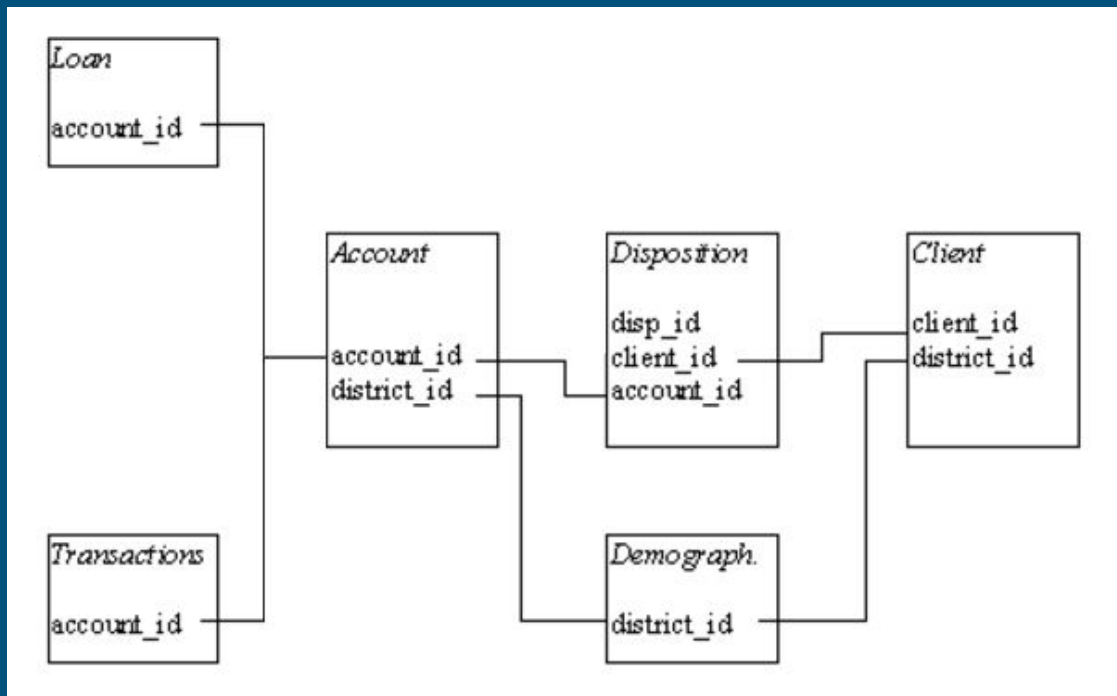 Loan
account_id
Account
account_id
district_id
Disposition
disp_id
client_id
account_id
Client
client_id
district_id
Transactions
account_id
Demograph.
district_id